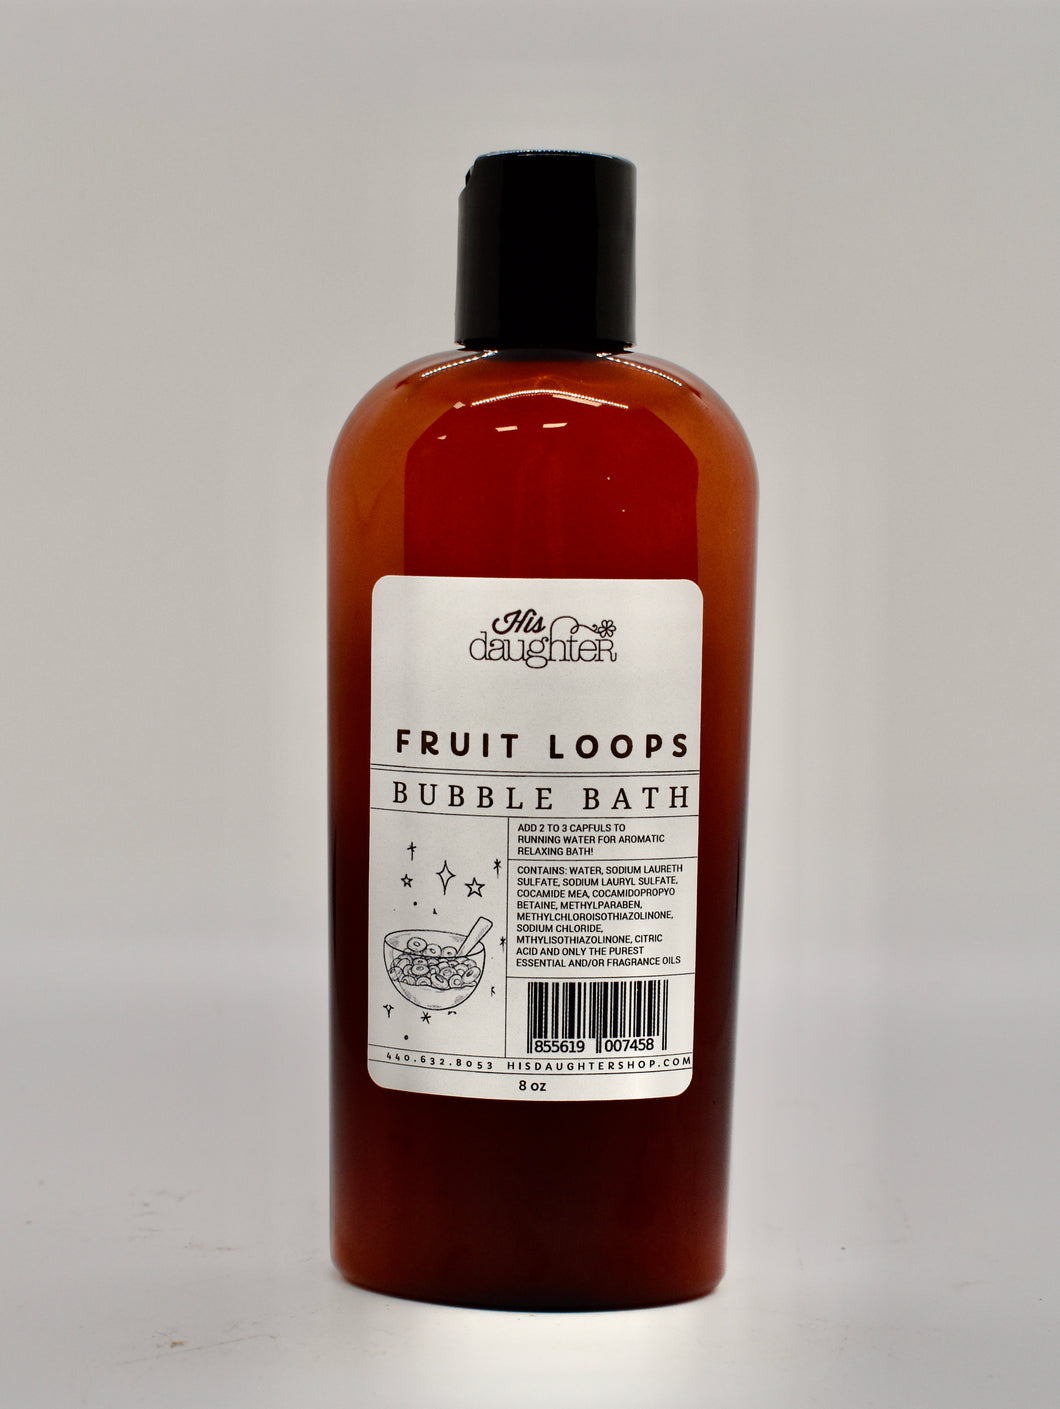 His
daughter
FRUIT LOOPS
BUBBLE BATH
ADD 2 TO 3 CAPFULS TO
RUNNING WATER FOR AROMATIC
RELAXING BATH!
CONTAINS: WATER, SODIUM LAURETH
SULFATE, SODIUM LAURYL SULFATE,
COCAMIDE MEA, COCAMIDOPROPYO
BETAINE, METHYLPARABEN,
METHYLCHLOROISOTHIAZOLINONE,
SODIUM CHLORIDE,
MTHYLISOTHIAZOLINONE, CITRIC
ACID AND ONLY THE PUREST
ESSENTIAL AND/OR FRAGRANCE OILS
855619 007458
440.632.8053 HISDAUGHTERSHOP.COM
8 oz